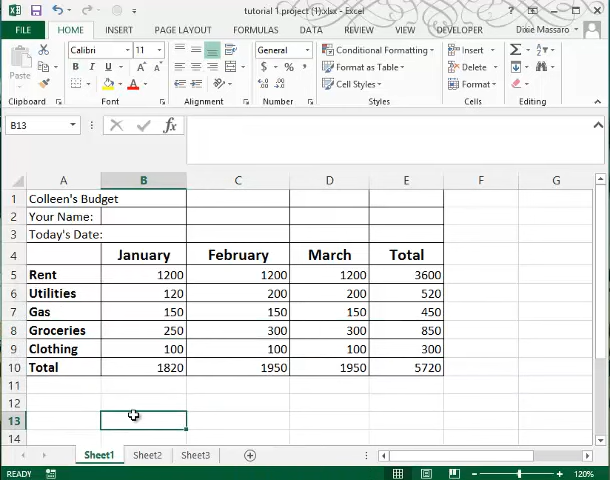 tutorial 1.project (1).xlsx - Excel
FILE HOME INSERT PAGE LAYOUT FORMULAS DATA REVIEW VIEW DEVELOPER Dixie Massaro
Paste Calibri 11 General Conditional Formatting Insert
B I U A A $ % , Format as Table Delete
A Cell Styles Format
Clipboard Font Alignment Number Styles Cells Editing
B13 fx
A B C D E F G
1 Colleen's Budget
2 Your Name:
3 Today's Date:
4 January February March Total
5 Rent 1200 1200 1200 3600
6 Utilities 120 200 200 520
7 Gas 150 150 150 450
8 Groceries 250 300 300 850
9 Clothing 100 100 100 300
10 Total 1820 1950 1950 5720
11
12
13
14
Sheet1 Sheet2 Sheet3
READY 120%